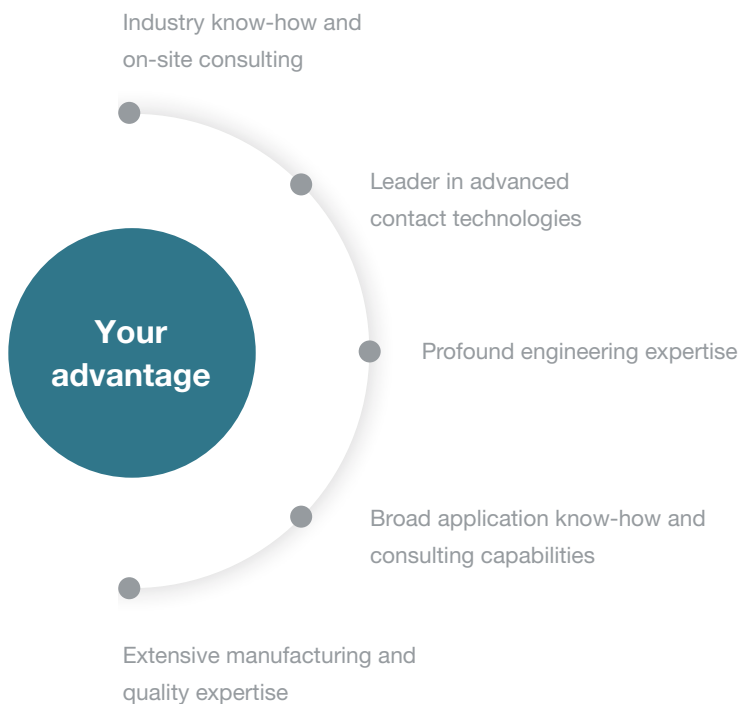 Industry know-how and
on-site consulting
Leader in advanced
contact technologies
Your
advantage
Profound engineering expertise
Broad application know-how and
consulting capabilities
Extensive manufacturing and
quality expertise